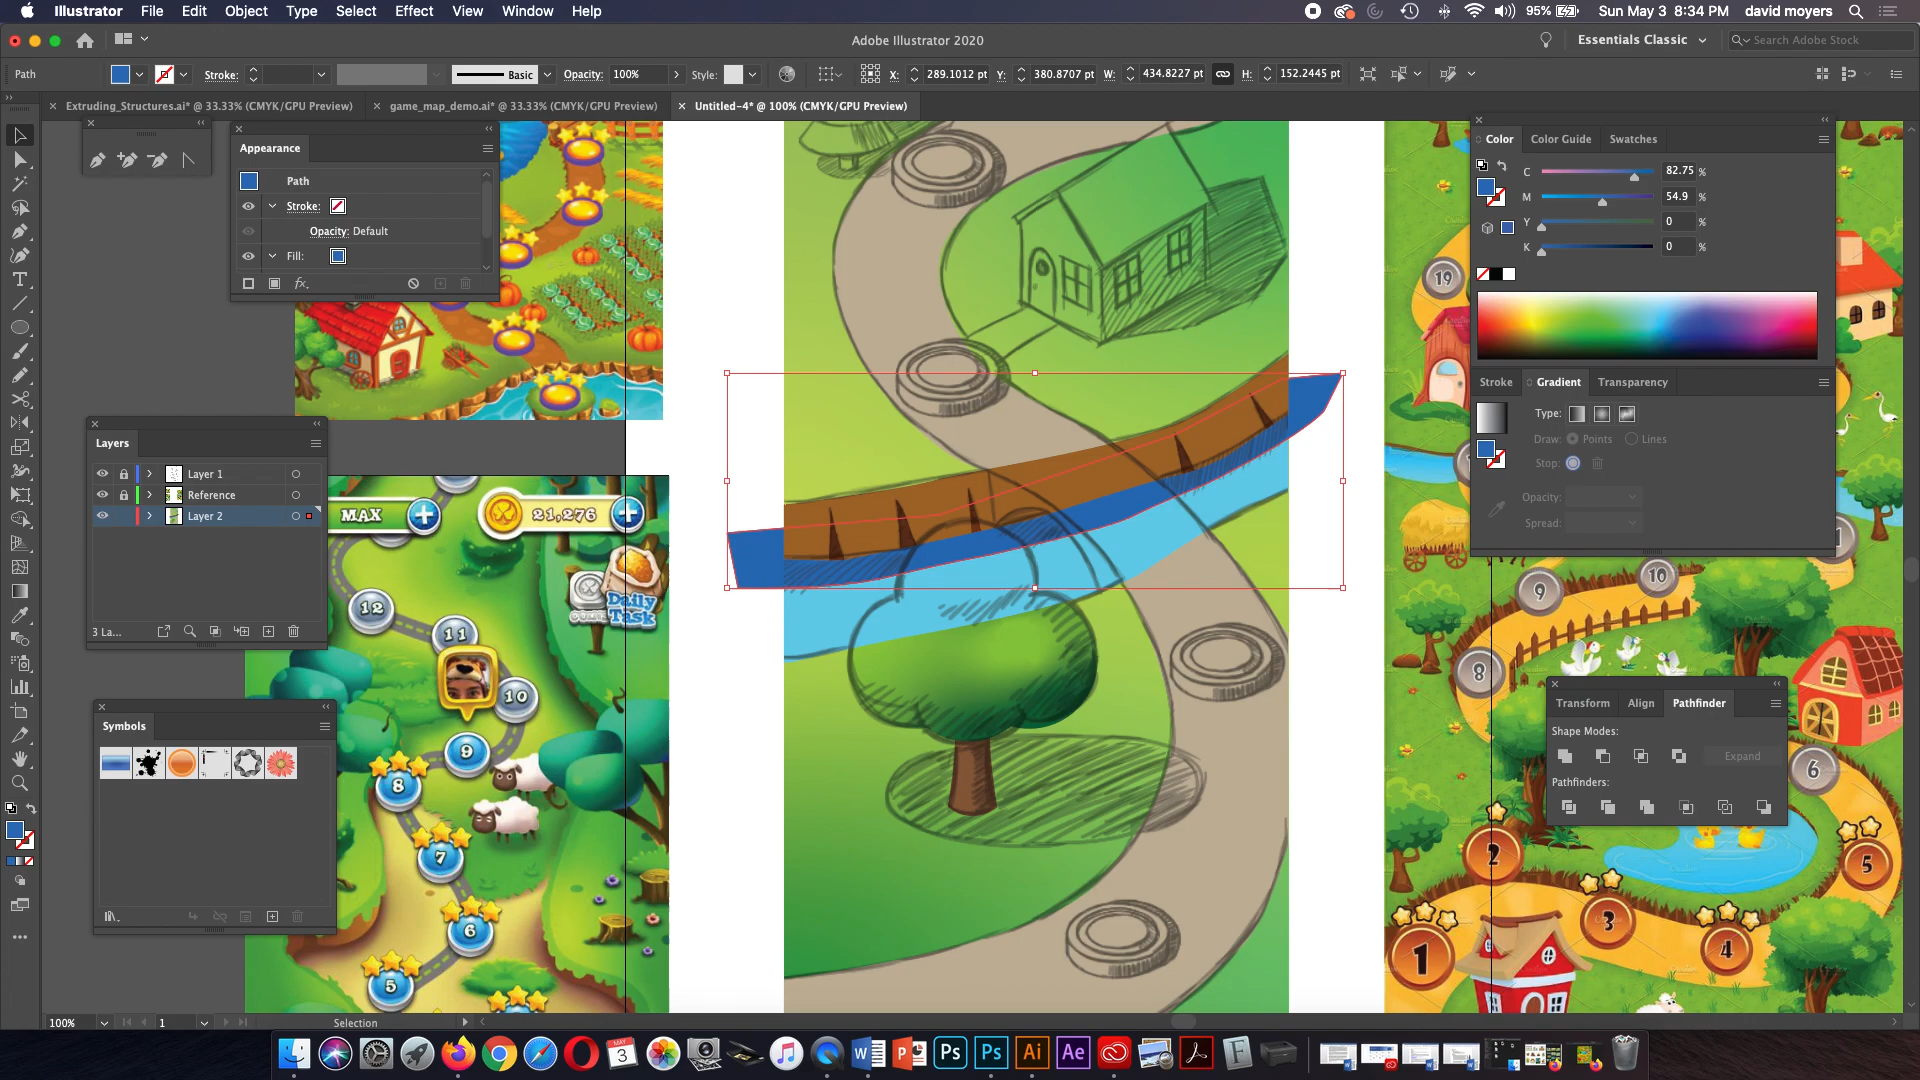 Illustrator File Edit Object Type Select Effect View Window Help
95% Sun May 3 8:34 PM david moyers
Adobe Illustrator 2020
Essentials Classic
Search Adobe Stock
Path Stroke: Basic Opacity: 100% Style: X: 289.1012 pt Y: 380.8707 pt W: 434.8227 pt H: 152.2445 pt
Extruding_Structures.ai* @ 33.33% (CMYK/GPU Preview)
game_map_demo.ai* @ 33.33% (CMYK/GPU Preview)
Untitled-4* @ 100% (CMYK/GPU Preview)
Appearance
Path
Stroke:
Opacity: Default
Fill:
fx.
Color Color Guide Swatches
C 82.75 %
M 54.9 %
Y 0 %
K 0 %
Stroke Gradient Transparency
Type:
Draw: Points Lines
Stop:
Opacity:
Spread:
Layers
Layer 1
Reference
Layer 2
3 La...
Symbols
MAX
21,276
Daily
Task
12
11
10
9
8
7
6
5
19
10
9
8
6
5
4
3
2
1
Transform Align Pathfinder
Shape Modes:
Expand
Pathfinders:
100% 1 Selection
MAY
3
W P Ps Ps Ai Ae F